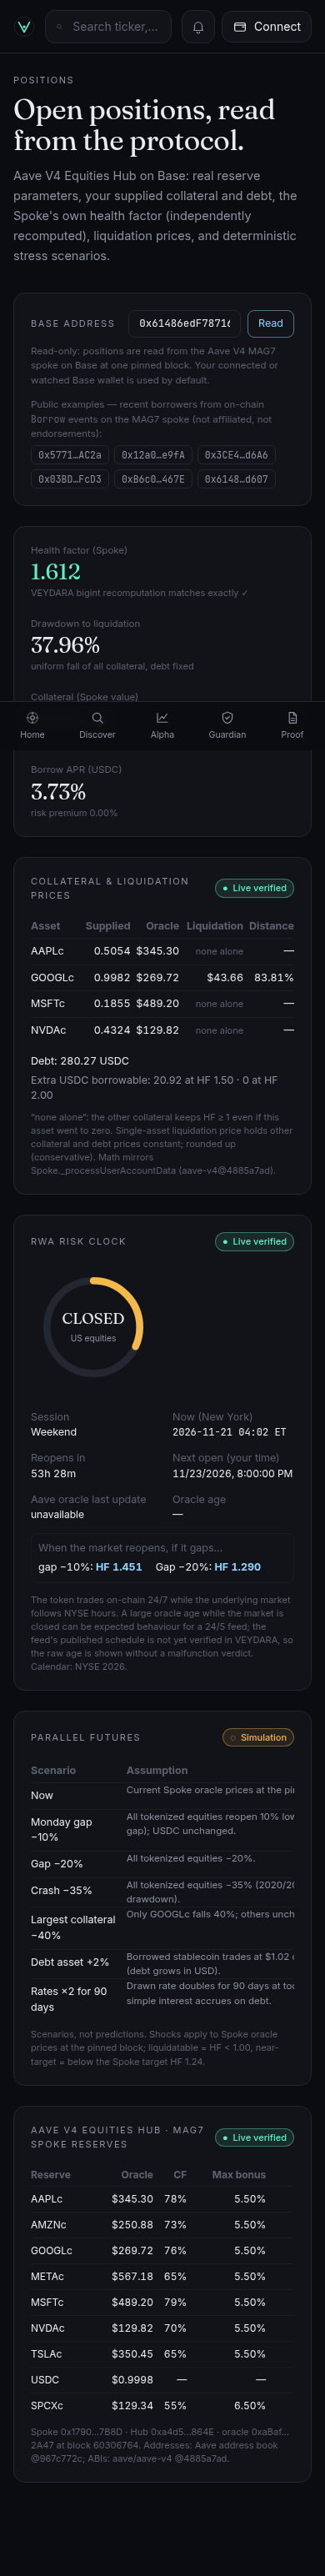 Search ticker,...
Connect
POSITIONS
Open positions, read
from the protocol.
Aave V4 Equities Hub on Base: real reserve
parameters, your supplied collateral and debt, the
Spoke's own health factor (independently
recomputed), liquidation prices, and deterministic
stress scenarios.
BASE ADDRESS
0x61486edF7871
Read
Read-only: positions are read from the Aave V4 MAG7
spoke on Base at one pinned block. Your connected or
watched Base wallet is used by default.
Public examples — recent borrowers from on-chain
Borrow events on the MAG7 spoke (not affiliated, not
endorsements):
0x5771…AC2a 0x12a0…e9fA 0x3CE4…d6A6
0x03BD…FcD3 0xB6c0…467E 0x6148…d607
Health factor (Spoke)
1.612
VEYDARA bigint recomputation matches exactly ✓
Drawdown to liquidation
37.96%
uniform fall of all collateral, debt fixed
Collateral (Spoke value)
Home Discover Alpha Guardian Proof
Borrow APR (USDC)
3.73%
risk premium 0.00%
COLLATERAL & LIQUIDATION
PRICES
Live verified
Asset Supplied Oracle Liquidation Distance
AAPLc 0.5054 $345.30 none alone —
GOOGLc 0.9982 $269.72 $43.66 83.81%
MSFTc 0.1855 $489.20 none alone —
NVDAc 0.4324 $129.82 none alone —
Debt: 280.27 USDC
Extra USDC borrowable: 20.92 at HF 1.50 · 0 at HF
2.00
"none alone": the other collateral keeps HF ≥ 1 even if this
asset went to zero. Single-asset liquidation price holds other
collateral and debt prices constant; rounded up
(conservative). Math mirrors
Spoke._processUserAccountData (aave-v4@4885a7ad).
RWA RISK CLOCK
Live verified
CLOSED
US equities
Session
Weekend
Now (New York)
2026-11-21 04:02 ET
Reopens in
53h 28m
Next open (your time)
11/23/2026, 8:00:00 PM
Aave oracle last update
unavailable
Oracle age
—
When the market reopens, if it gaps…
gap −10%: HF 1.451 Gap −20%: HF 1.290
The token trades on-chain 24/7 while the underlying market
follows NYSE hours. A large oracle age while the market is
closed can be expected behaviour for a 24/5 feed; the
feed's published schedule is not yet verified in VEYDARA, so
the raw age is shown without a malfunction verdict.
Calendar: NYSE 2026.
PARALLEL FUTURES
Simulation
Scenario Assumption
Now Current Spoke oracle prices at the pin
Monday gap
−10%
All tokenized equities reopen 10% low
gap); USDC unchanged.
Gap −20% All tokenized equities −20%.
Crash −35% All tokenized equities −35% (2020/20
drawdown).
Largest collateral
−40%
Only GOOGLc falls 40%; others unch
Debt asset +2% Borrowed stablecoin trades at $1.02
(debt grows in USD).
Rates ×2 for 90
days
Drawn rate doubles for 90 days at tod
simple interest accrues on debt.
Scenarios, not predictions. Shocks apply to Spoke oracle
prices at the pinned block; liquidatable = HF < 1.00, near-
target = below the Spoke target HF 1.24.
AAVE V4 EQUITIES HUB · MAG7
SPOKE RESERVES
Live verified
Reserve Oracle CF Max bonus
AAPLc $345.30 78% 5.50%
AMZNc $250.88 73% 5.50%
GOOGLc $269.72 76% 5.50%
METAc $567.18 65% 5.50%
MSFTc $489.20 79% 5.50%
NVDAc $129.82 70% 5.50%
TSLAc $350.45 65% 5.50%
USDC $0.9998 — —
SPCXc $129.34 55% 6.50%
Spoke 0x1790…7B8D · Hub 0xa4d5…864E · oracle 0xaBaf…
2A47 at block 60306764. Addresses: Aave address book
@967c772c; ABIs: aave/aave-v4 @4885a7ad.